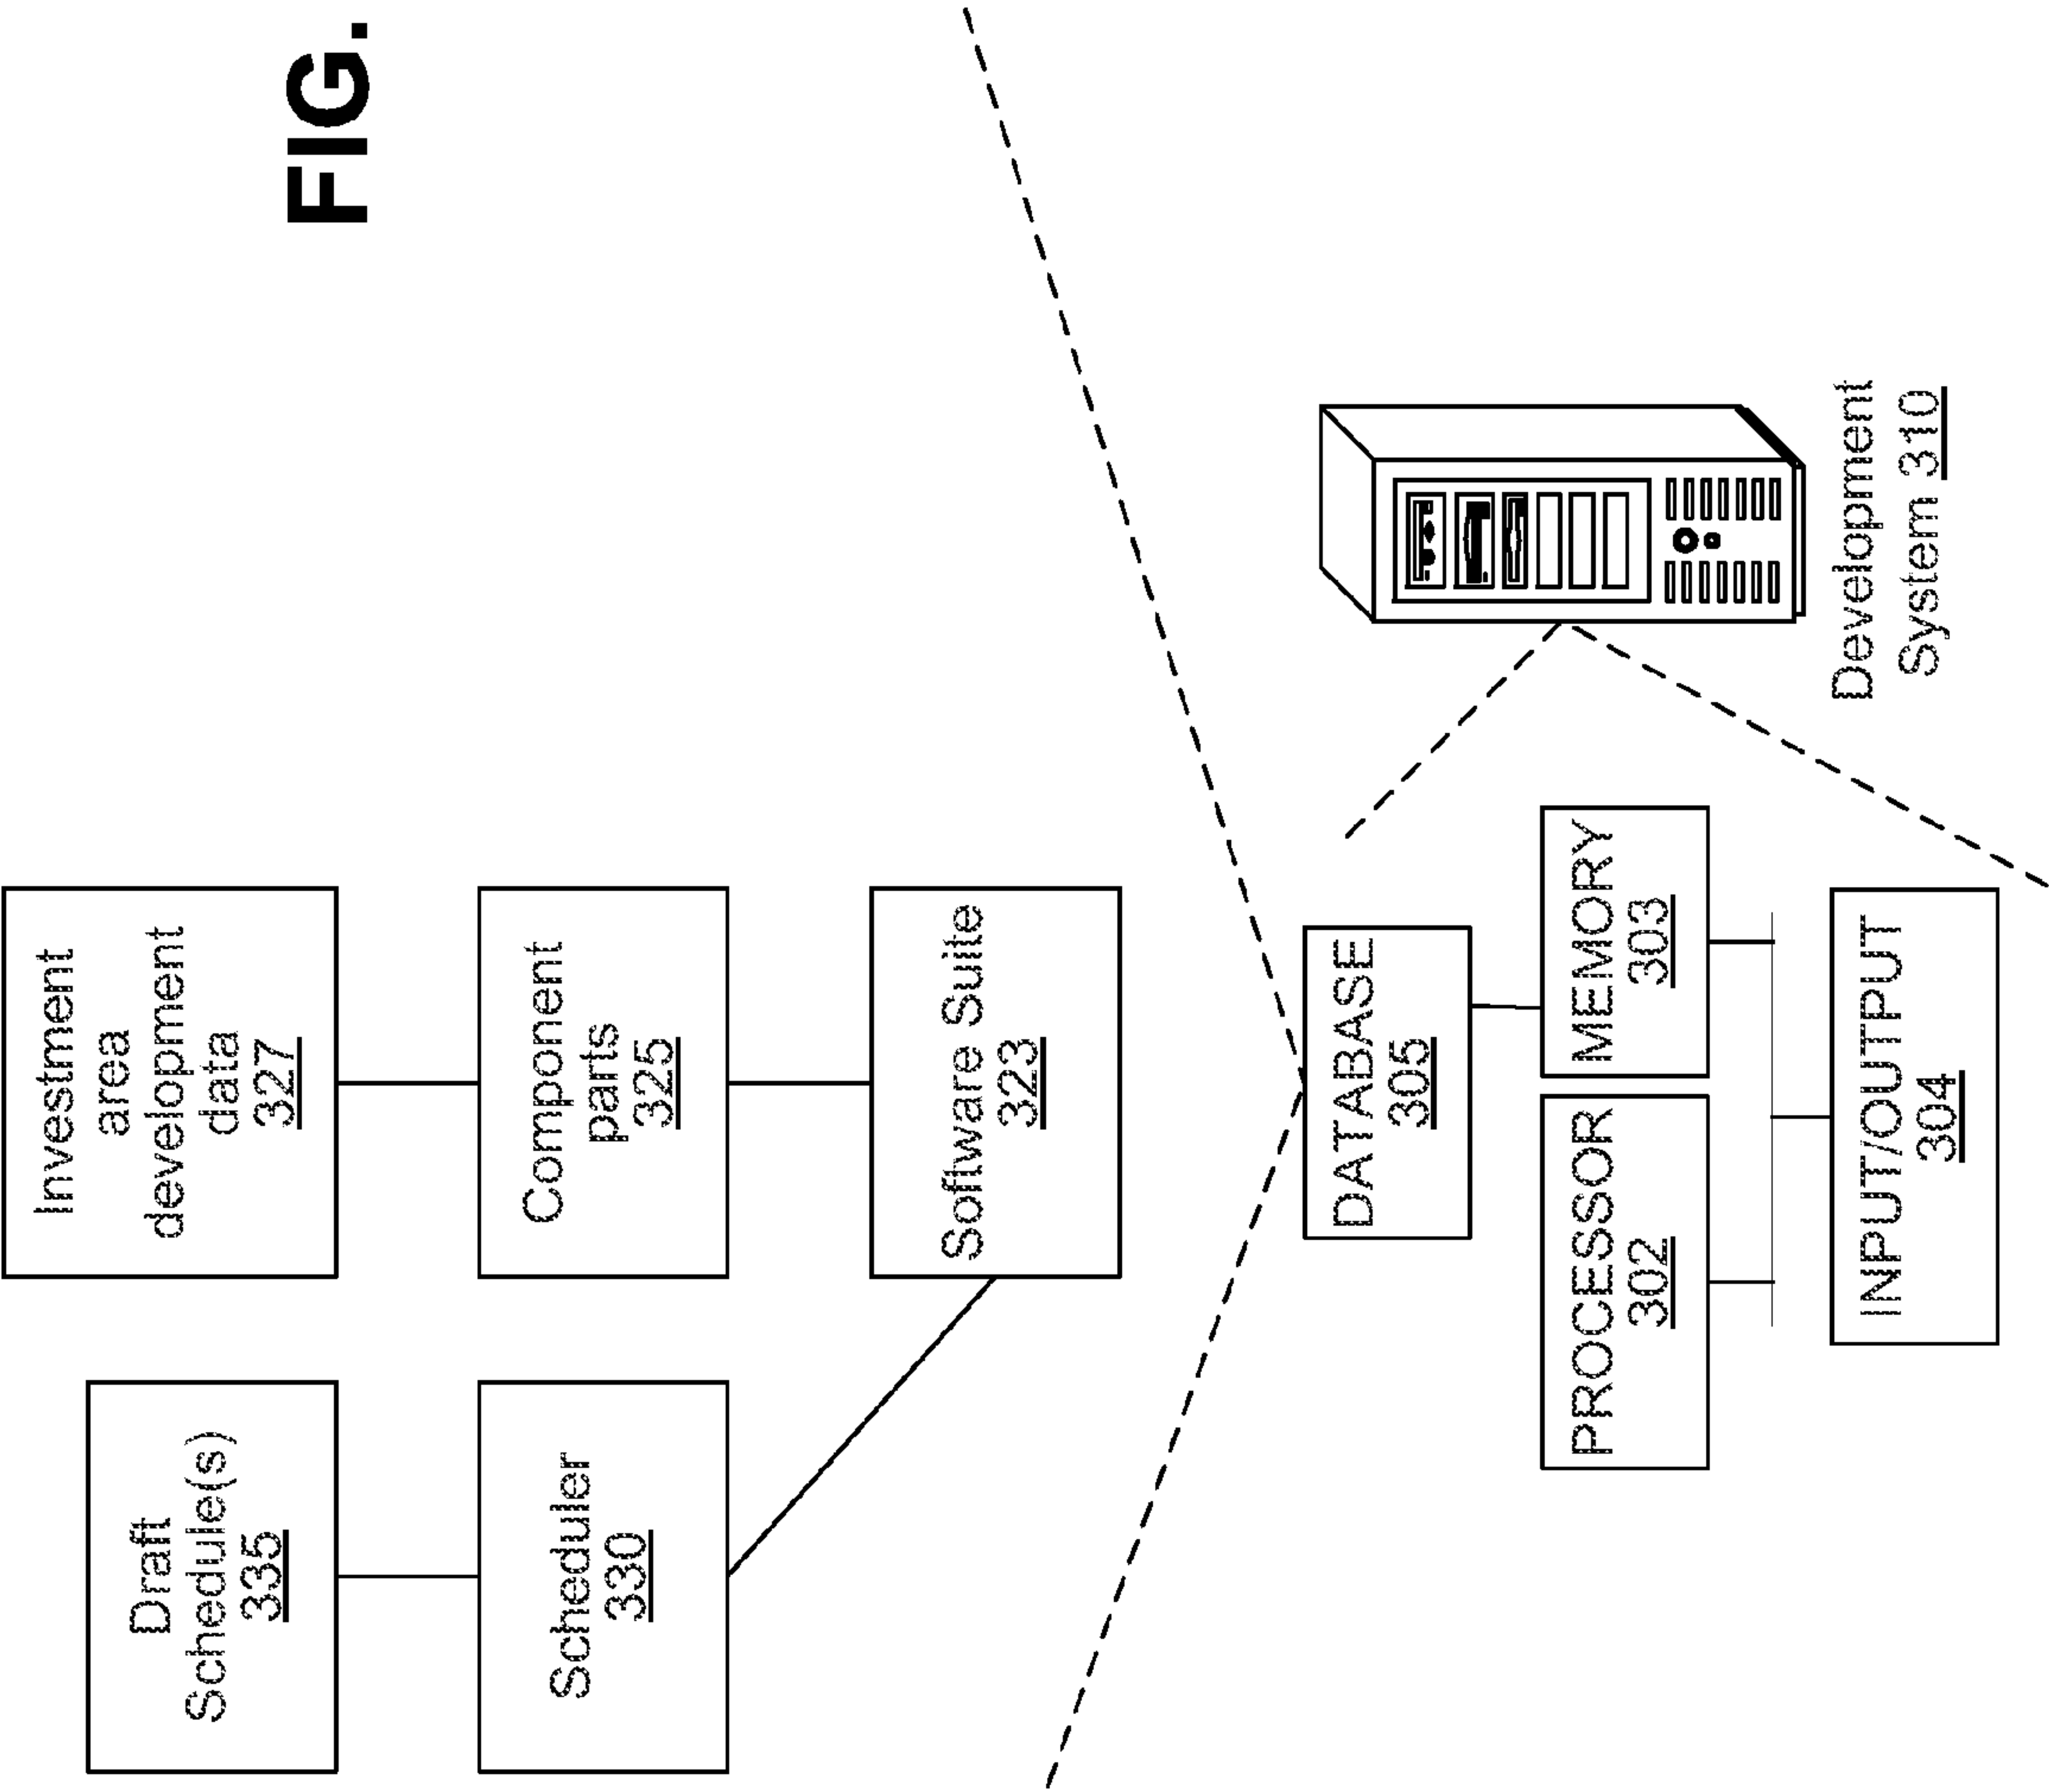 FIG.
Draft
Schedule(s)
335
Investment
area
development
data
327
Scheduler
330
Component
parts
325
Software Suite
323
DATABASE
305
PROCESSOR
302
MEMORY
303
INPUT/OUTPUT
304
Development
System 310